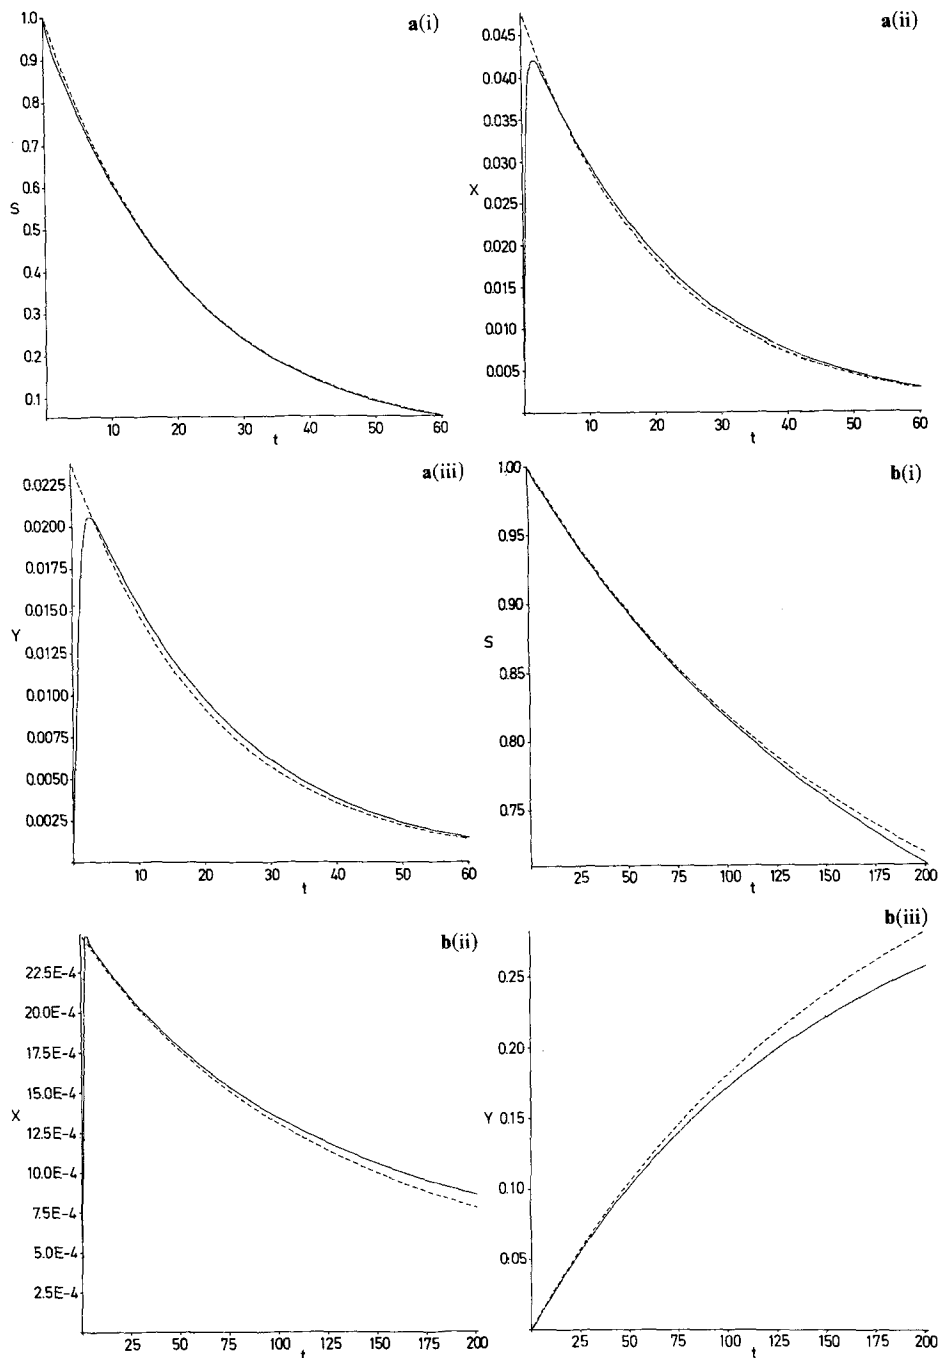 a(i)
1.0
0.9
0.8
0.7
0.6
S
0.5
0.4
0.3
0.2
0.1
10 20 30 40 50 60
t
a(ii)
0.045
0.040
0.035
0.030
X
0.025
0.020
0.015
0.010
0.005
10 20 30 40 50 60
t
a(iii)
0.0225
0.0200
0.0175
0.0150
Y
0.0125
0.0100
0.0075
0.0050
0.0025
10 20 30 40 50 60
t
b(i)
1.00
0.95
0.90
S
0.85
0.80
0.75
25 50 75 100 125 150 175 200
t
b(ii)
22.5E-4
20.0E-4
17.5E-4
15.0E-4
X
12.5E-4
10.0E-4
7.5E-4
5.0E-4
2.5E-4
25 50 75 100 125 150 175 200
t
b(iii)
0.25
0.20
Y
0.15
0.10
0.05
25 50 75 100 125 150 175 200
t